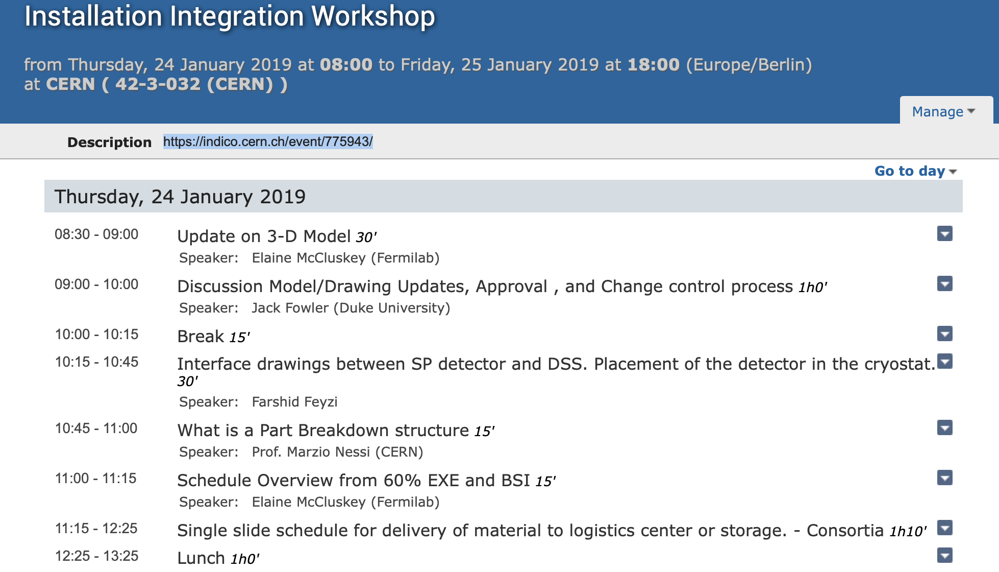 Installation Integration Workshop
from Thursday, 24 January 2019 at 08:00 to Friday, 25 January 2019 at 18:00 (Europe/Berlin)
at CERN ( 42-3-032 (CERN) )
Manage
Description https://indico.cern.ch/event/775943/
Go to day
Thursday, 24 January 2019
08:30 - 09:00 Update on 3-D Model 30'
Speaker: Elaine McCluskey (Fermilab)
09:00 - 10:00 Discussion Model/Drawing Updates, Approval , and Change control process 1h0'
Speaker: Jack Fowler (Duke University)
10:00 - 10:15 Break 15'
10:15 - 10:45 Interface drawings between SP detector and DSS. Placement of the detector in the cryostat.
30'
Speaker: Farshid Feyzi
10:45 - 11:00 What is a Part Breakdown structure 15'
Speaker: Prof. Marzio Nessi (CERN)
11:00 - 11:15 Schedule Overview from 60% EXE and BSI 15'
Speaker: Elaine McCluskey (Fermilab)
11:15 - 12:25 Single slide schedule for delivery of material to logistics center or storage. - Consortia 1h10'
12:25 - 13:25 Lunch 1h0'